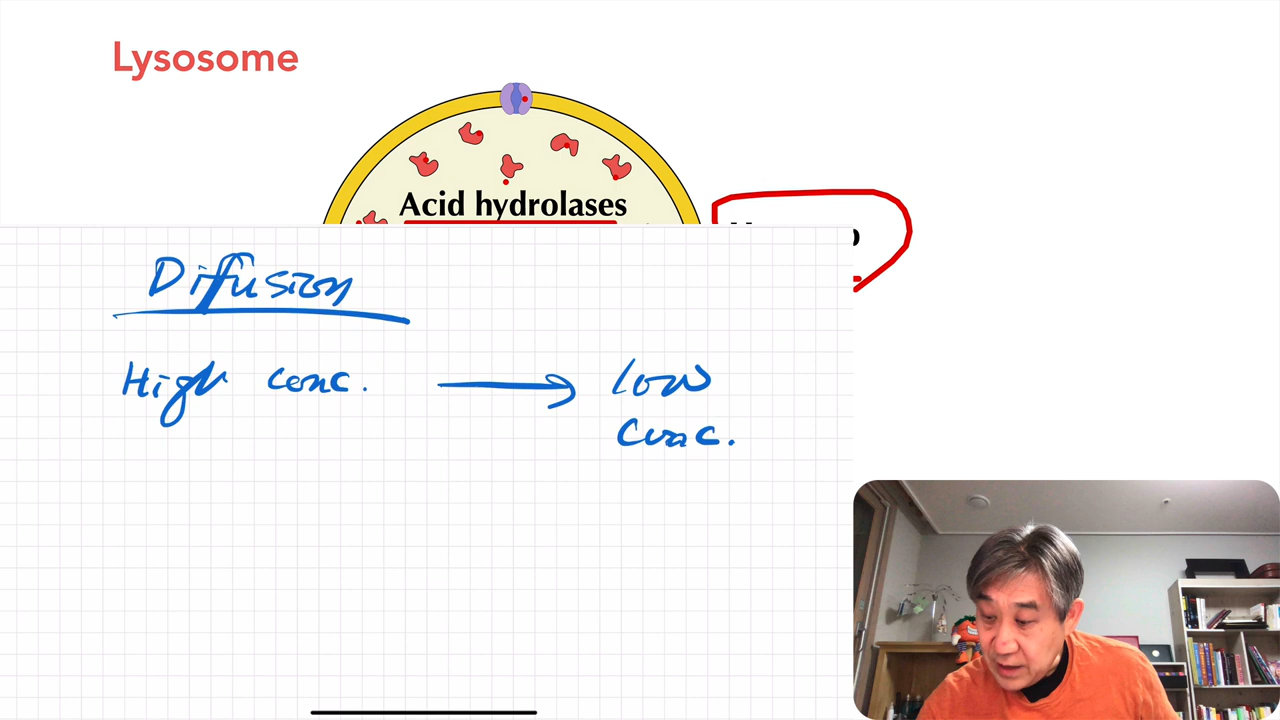 Lysosome
Acid hydrolases
Diffusion
High conc. → low
conc.